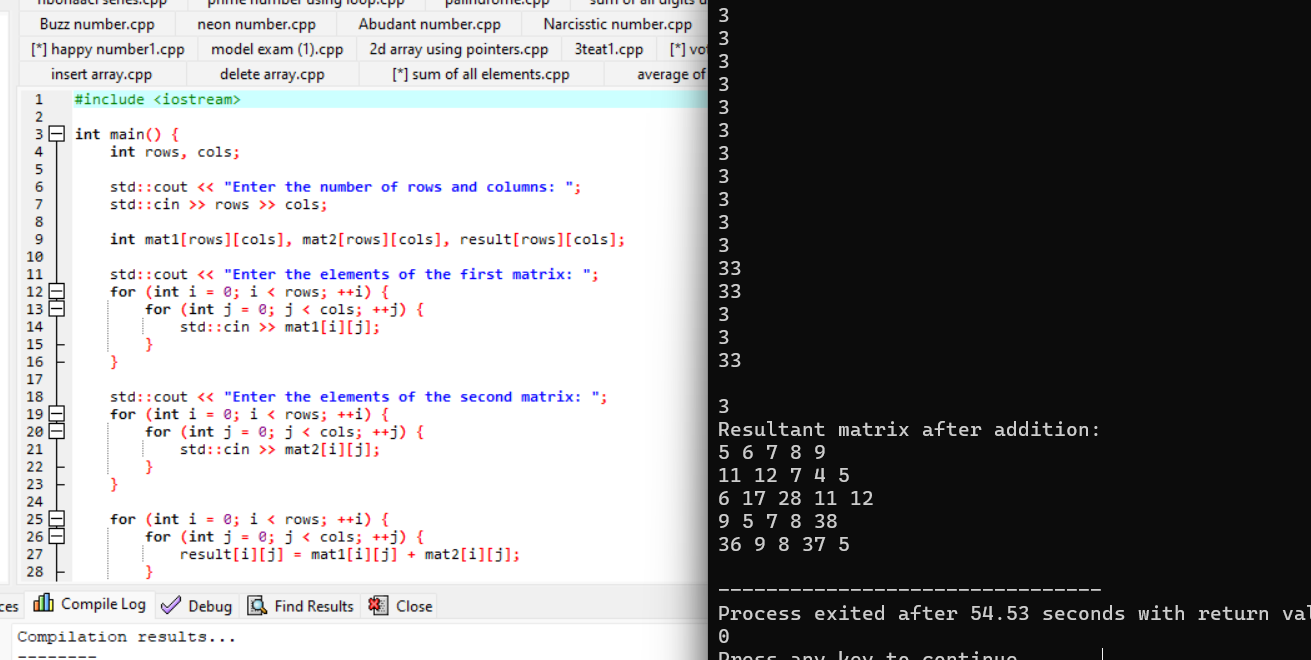 fibonacci series.cpp prime number using loop.cpp palindrome.cpp sum of all digits
Buzz number.cpp neon number.cpp Abudant number.cpp Narcisstic number.cpp
[*] happy number1.cpp model exam (1).cpp 2d array using pointers.cpp 3teat1.cpp [*] vo
insert array.cpp delete array.cpp [*] sum of all elements.cpp average of
1 #include <iostream>
2
3 int main() {
4 int rows, cols;
5
6 std::cout << "Enter the number of rows and columns: ";
7 std::cin >> rows >> cols;
8
9 int mat1[rows][cols], mat2[rows][cols], result[rows][cols];
10
11 std::cout << "Enter the elements of the first matrix: ";
12 for (int i = 0; i < rows; ++i) {
13 for (int j = 0; j < cols; ++j) {
14 std::cin >> mat1[i][j];
15 }
16 }
17
18 std::cout << "Enter the elements of the second matrix: ";
19 for (int i = 0; i < rows; ++i) {
20 for (int j = 0; j < cols; ++j) {
21 std::cin >> mat2[i][j];
22 }
23 }
24
25 for (int i = 0; i < rows; ++i) {
26 for (int j = 0; j < cols; ++j) {
27 result[i][j] = mat1[i][j] + mat2[i][j];
28 }
ces Compile Log Debug Find Results Close
Compilation results...
--------
3
3
3
3
3
3
3
3
3
3
3
33
33
3
3
33
3
Resultant matrix after addition:
5 6 7 8 9
11 12 7 4 5
6 17 28 11 12
9 5 7 8 38
36 9 8 37 5
--------------------------------
Process exited after 54.53 seconds with return val
0
Press any key to continue . . .